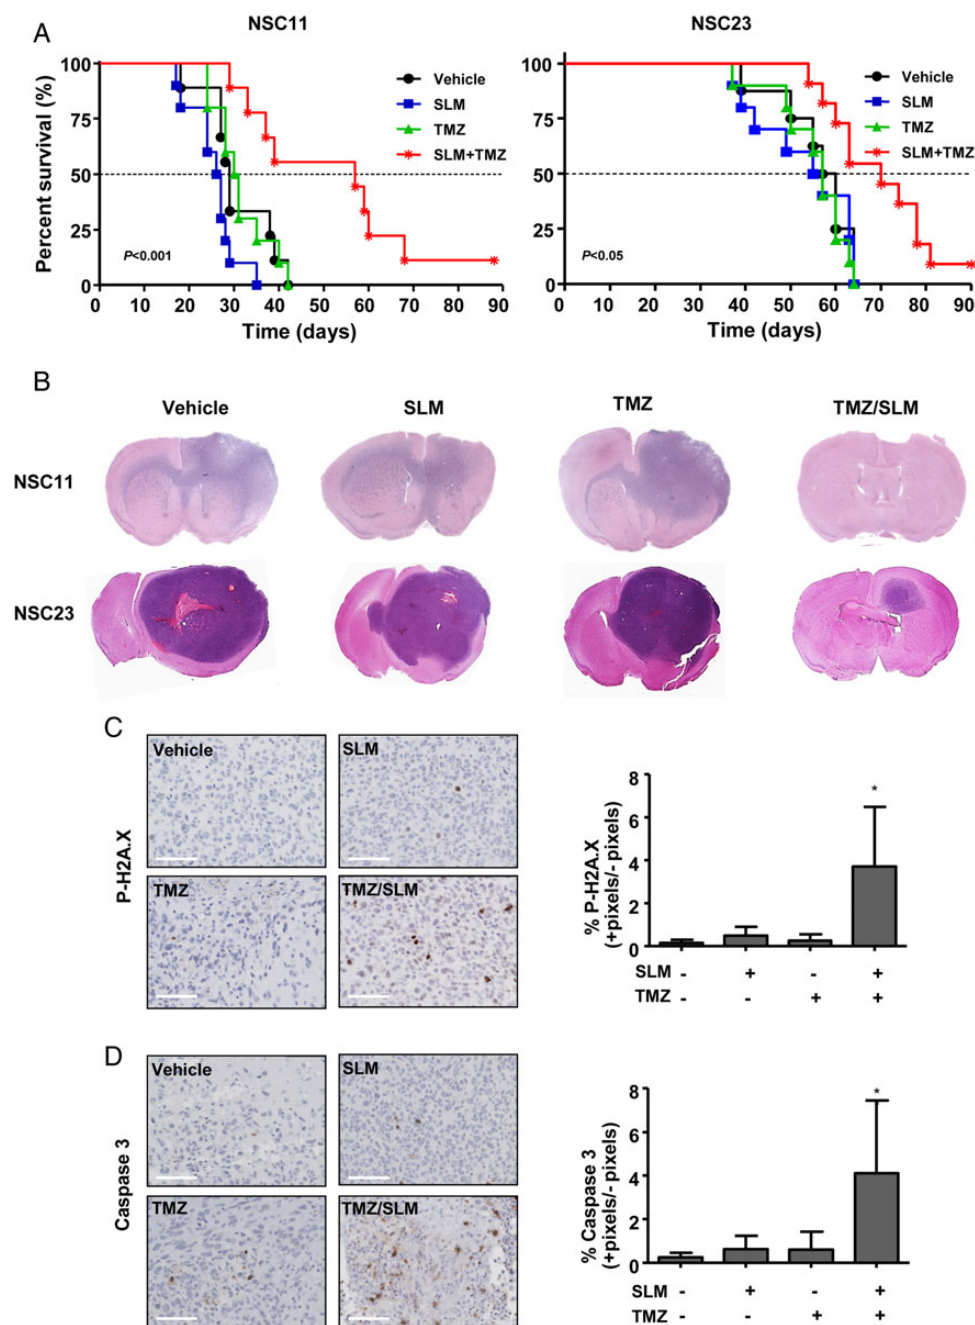 A
NSC11
NSC23
Percent survival (%)
100
75
50
25
0
Vehicle
SLM
TMZ
SLM+TMZ
P<0.001
0 10 20 30 40 50 60 70 80 90
Time (days)
100
75
50
25
0
Vehicle
SLM
TMZ
SLM+TMZ
P<0.05
0 10 20 30 40 50 60 70 80 90
Time (days)
B
Vehicle SLM TMZ TMZ/SLM
NSC11
NSC23
C
P-H2A.X
Vehicle
SLM
TMZ
TMZ/SLM
% P-H2A.X
(+pixels/- pixels)
8
6
4
2
0
*
SLM - + - +
TMZ - - + +
D
Caspase 3
Vehicle
SLM
TMZ
TMZ/SLM
% Caspase 3
(+pixels/- pixels)
8
6
4
2
0
*
SLM - + - +
TMZ - - + +